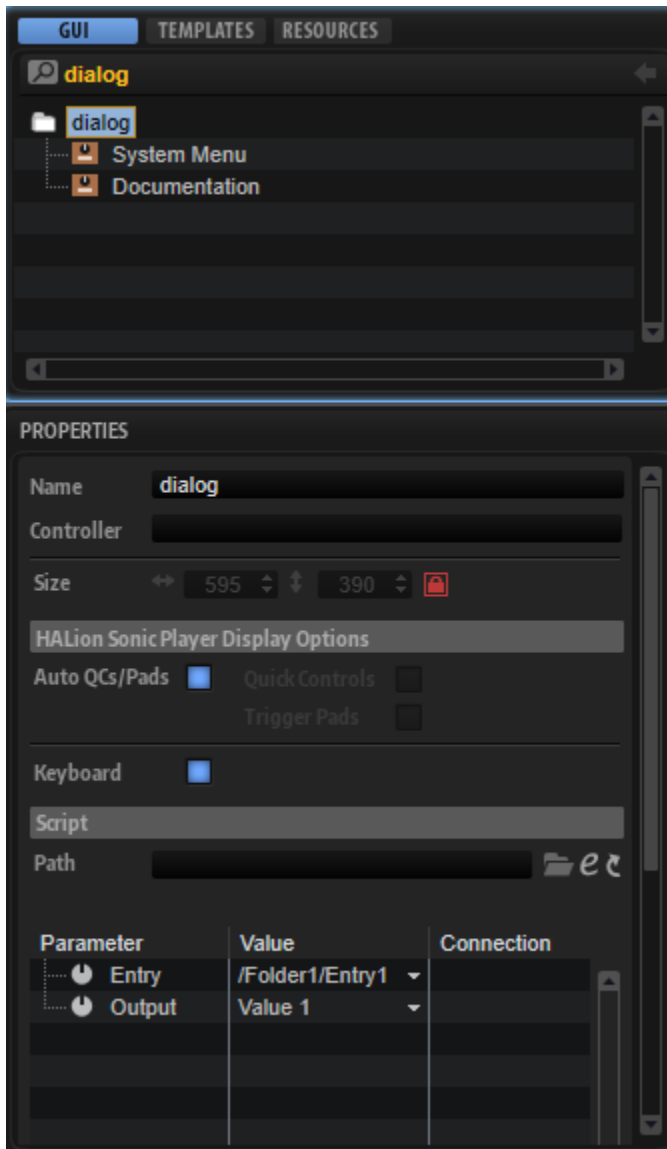 GUI TEMPLATES RESOURCES
dialog
dialog
System Menu
Documentation
PROPERTIES
Name dialog
Controller
Size 595 390
HALion Sonic Player Display Options
Auto QCs/Pads Quick Controls
Trigger Pads
Keyboard
Script
Path e
Parameter Value Connection
Entry /Folder1/Entry1
Output Value 1